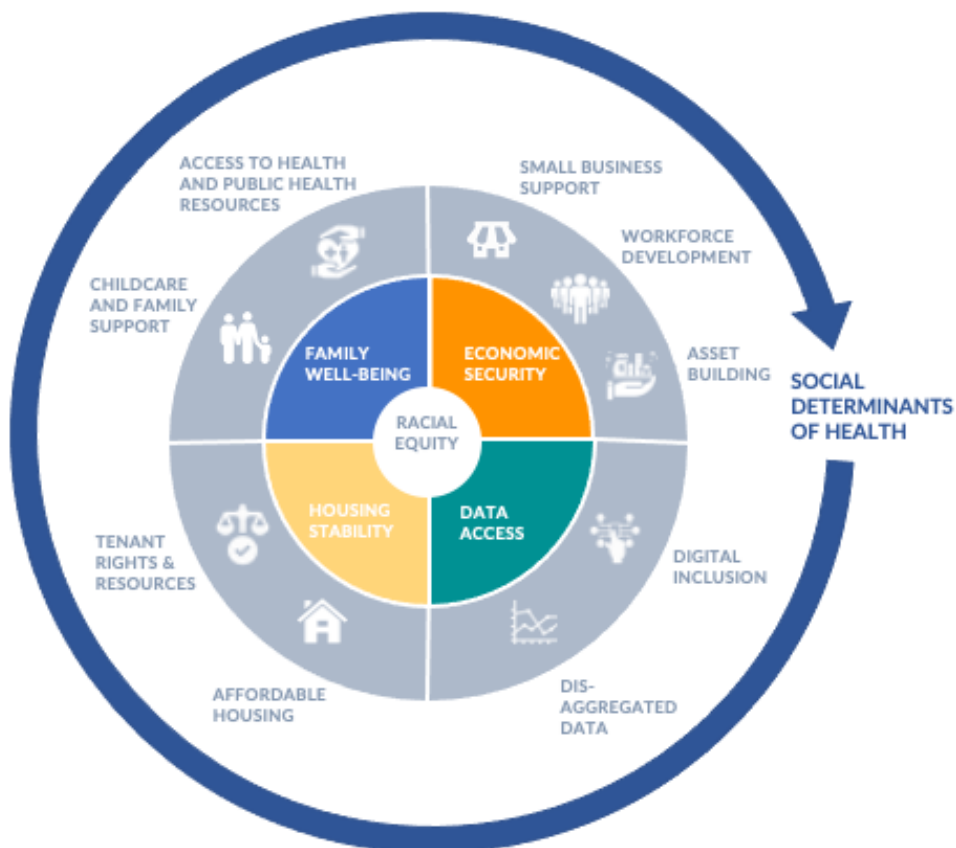 ACCESS TO HEALTH
AND PUBLIC HEALTH
RESOURCES
SMALL BUSINESS
SUPPORT
WORKFORCE
DEVELOPMENT
CHILDCARE
AND FAMILY
SUPPORT
FAMILY
WELL-BEING
ECONOMIC
SECURITY
ASSET
BUILDING
SOCIAL
DETERMINANTS
OF HEALTH
RACIAL
EQUITY
HOUSING
STABILITY
DATA
ACCESS
TENANT
RIGHTS &
RESOURCES
DIGITAL
INCLUSION
AFFORDABLE
HOUSING
DIS-
AGGREGATED
DATA